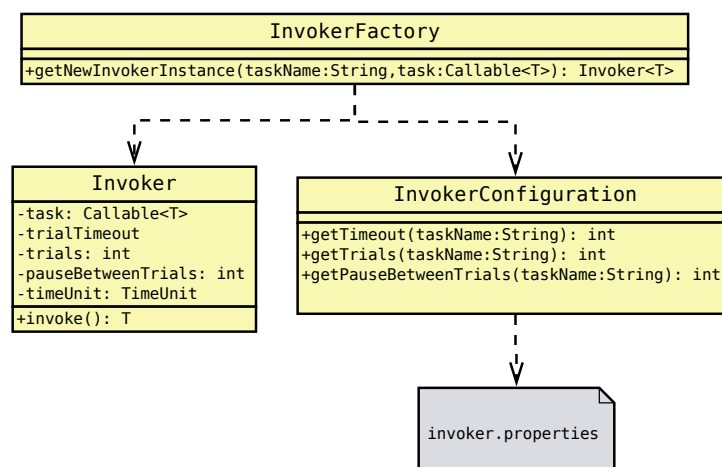 InvokerFactory
+getNewInvokerInstance(taskName:String,task:Callable<T>): Invoker<T>
Invoker
-task: Callable<T>
-trialTimeout
-trials: int
-pauseBetweenTrials: int
-timeUnit: TimeUnit
+invoke(): T
InvokerConfiguration
+getTimeout(taskName:String): int
+getTrials(taskName:String): int
+getPauseBetweenTrials(taskName:String): int
invoker.properties